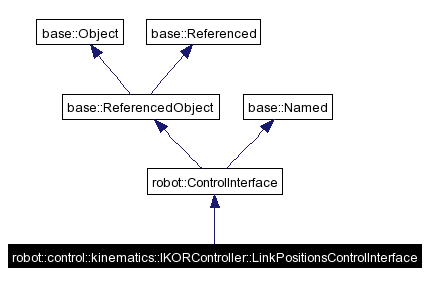 base::Object
base::Referenced
base::ReferencedObject
base::Named
robot::ControlInterface
robot::control::kinematics::IKORController::LinkPositionsControlInterface